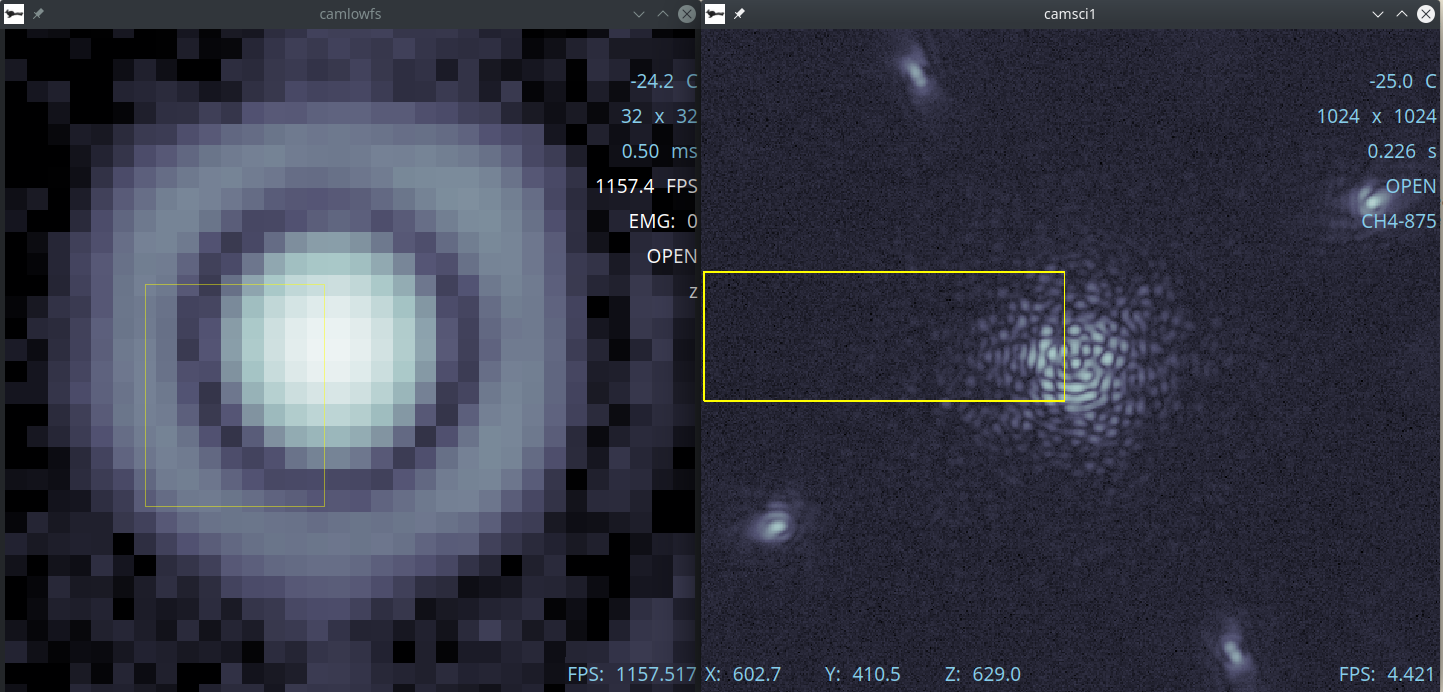 camlowfs
-24.2 C
32 x 32
0.50 ms
1157.4 FPS
EMG: 0
OPEN
z
FPS: 1157.517
camsci1
-25.0 C
1024 x 1024
0.226 s
OPEN
CH4-875
X: 602.7 Y: 410.5 Z: 629.0 FPS: 4.421